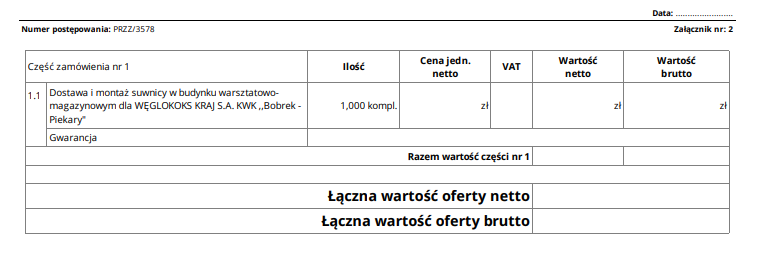 Data: ........................
Numer postępowania: PRZZ/3578 Załącznik nr: 2
Część zamówienia nr 1 Ilość Cena jedn. netto VAT Wartość netto Wartość brutto
1.1 Dostawa i montaż suwnicy w budynku warsztatowo-
magazynowym dla WĘGLOKOKS KRAJ S.A. KWK ,,Bobrek - 1,000 kompl. zł zł zł
Piekary"
Gwarancja
Razem wartość części nr 1
Łączna wartość oferty netto
Łączna wartość oferty brutto